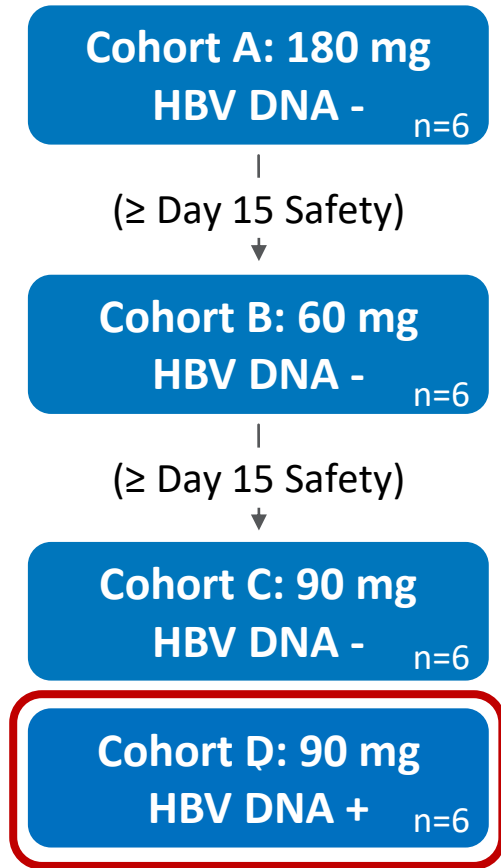 Cohort A: 180 mg
HBV DNA -
n=6
(≥ Day 15 Safety)
Cohort B: 60 mg
HBV DNA -
n=6
(≥ Day 15 Safety)
Cohort C: 90 mg
HBV DNA -
n=6
Cohort D: 90 mg
HBV DNA +
n=6